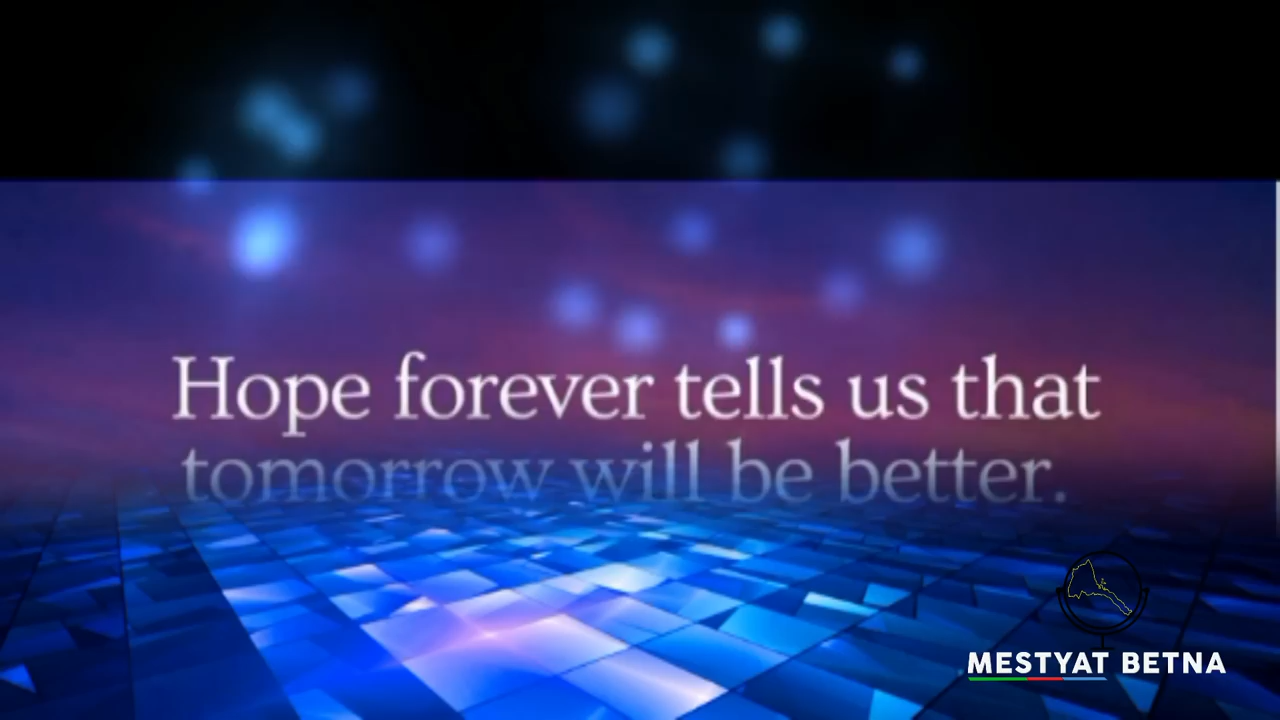 Hope forever tells us that
tomorrow will be better.
MESTYAT BETNA